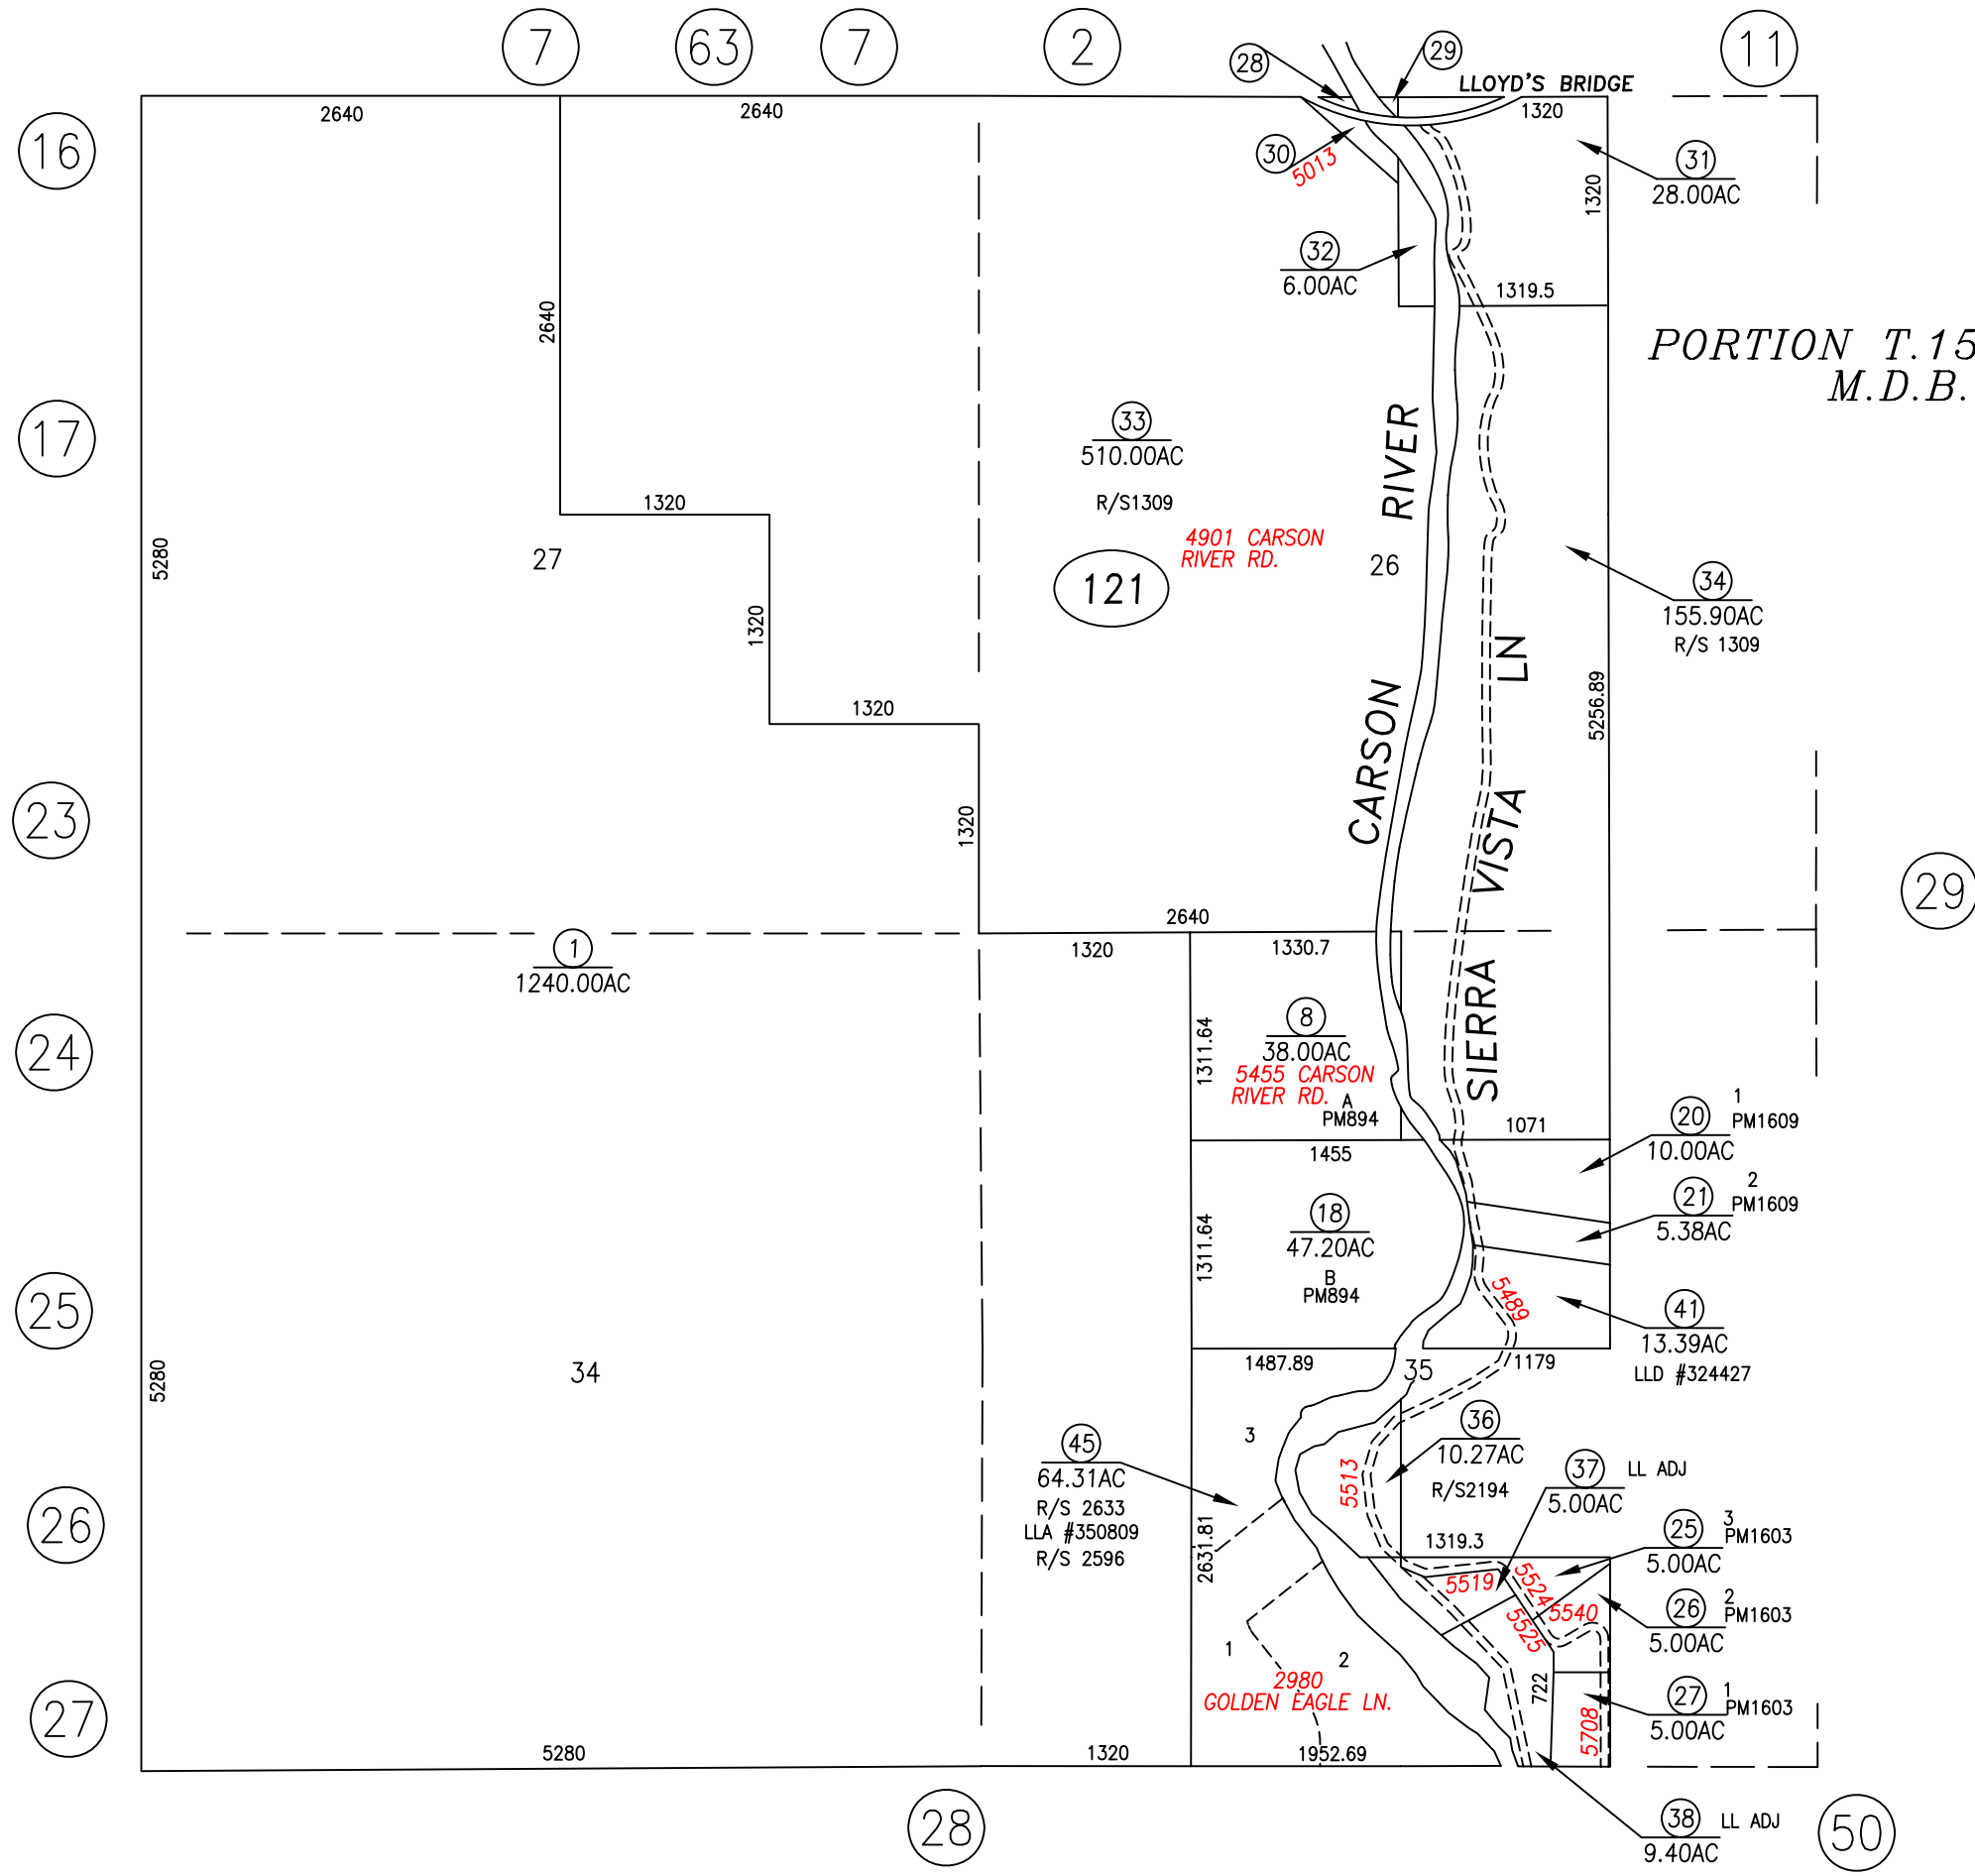 7
63
7
2
11
28
29
LLOYD'S BRIDGE
2640
2640
1320
16
30
5013
31
28.00AC
1320
32
6.00AC
1319.5
2640
PORTION T.15
M.D.B.
17
33
510.00AC
R/S1309
4901 CARSON
RIVER RD.
121
CARSON RIVER
26
1320
5280
27
34
155.90AC
R/S 1309
1320
SIERRA VISTA LN
5256.89
1320
23
1320
29
2640
1
1240.00AC
1320
1330.7
24
1311.64
8
38.00AC
5455 CARSON
RIVER RD.
A
PM894
1071
20
10.00AC
1
PM1609
1455
21
5.38AC
2
PM1609
1311.64
18
47.20AC
B
PM894
25
5489
41
13.39AC
LLD #324427
34
5280
1487.89
35
1179
3
45
64.31AC
R/S 2633
LLA #350809
R/S 2596
2631.81
5513
36
10.27AC
R/S2194
37
5.00AC
LL ADJ
26
1319.3
25
5.00AC
3
PM1603
5519
5524
5540
5525
26
5.00AC
2
PM1603
1
2
2980
GOLDEN EAGLE LN.
722
5708
27
5.00AC
1
PM1603
27
5280
1320
1952.69
28
38
9.40AC
LL ADJ
50